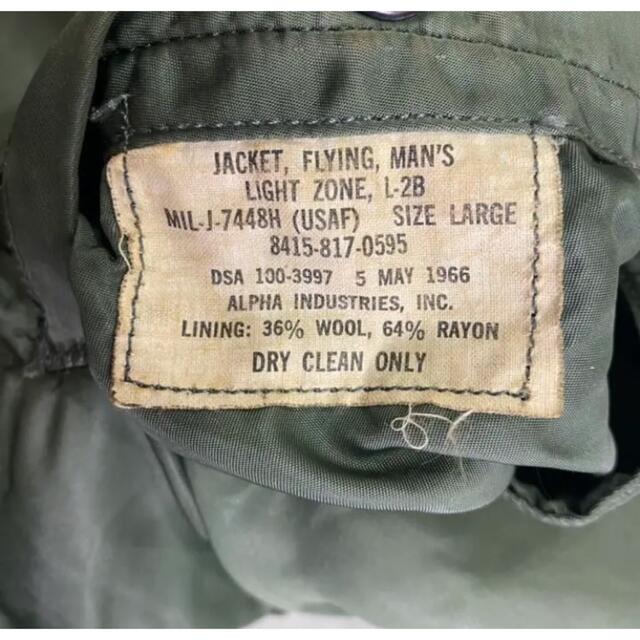 JACKET, FLYING, MAN'S
LIGHT ZONE, L-2B
MIL-J-7448H (USAF) SIZE LARGE
8415-817-0595
DSA 100-3997 5 MAY 1966
ALPHA INDUSTRIES, INC.
LINING: 36% WOOL, 64% RAYON
DRY CLEAN ONLY